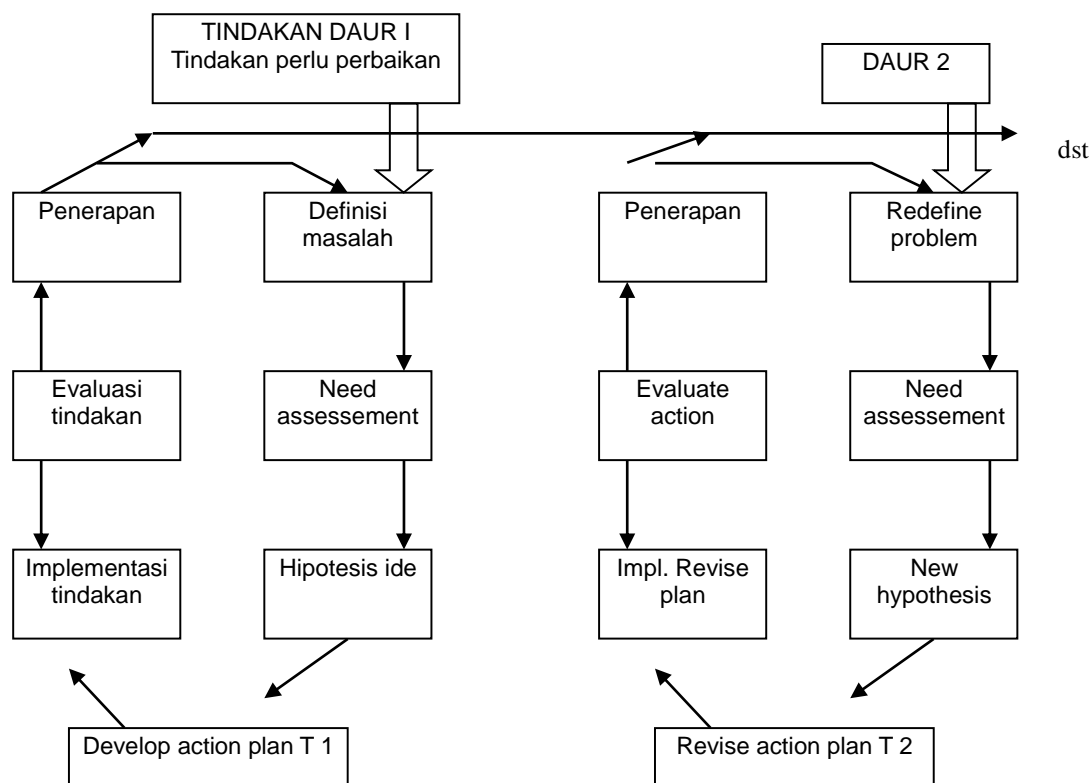 TINDAKAN DAUR I
Tindakan perlu perbaikan
DAUR 2
dst
Penerapan
Definisi
masalah
Penerapan
Redefine
problem
Evaluasi
tindakan
Need
assessement
Evaluate
action
Need
assessement
Implementasi
tindakan
Hipotesis ide
Impl. Revise
plan
New
hypothesis
Develop action plan T 1
Revise action plan T 2